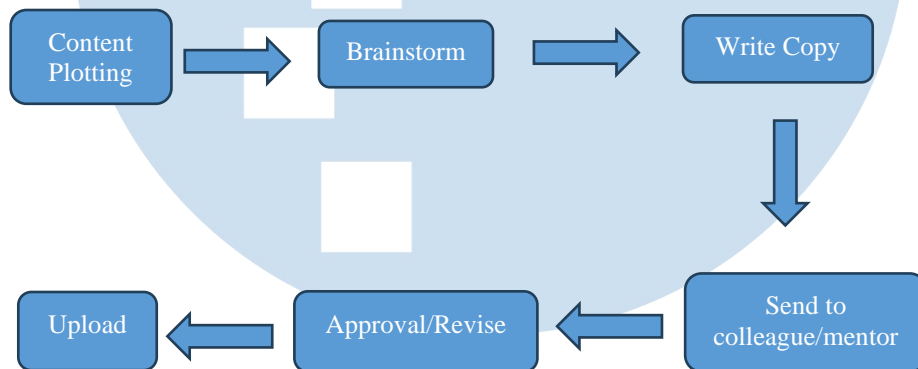 Content
Plotting
Brainstorm
Write Copy
Send to
colleague/mentor
Approval/Revise
Upload